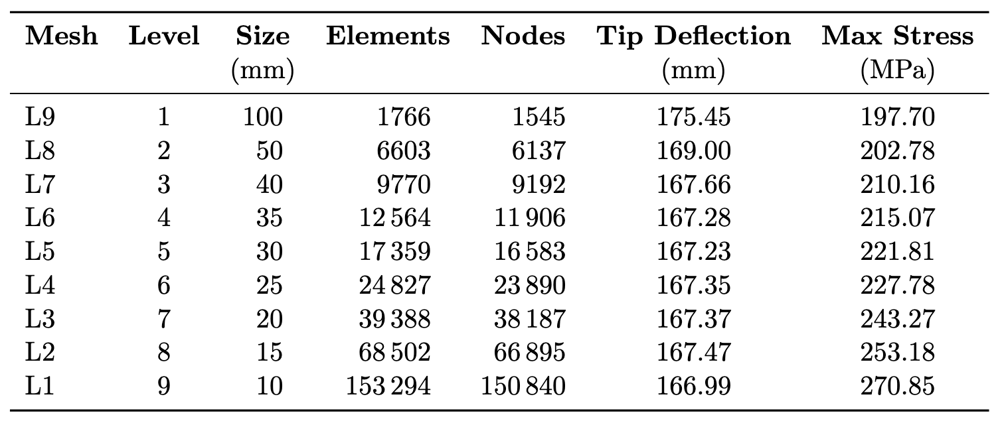 Mesh Level Size Elements Nodes Tip Deflection Max Stress
(mm) (mm) (MPa)
L9 1 100 1766 1545 175.45 197.70
L8 2 50 6603 6137 169.00 202.78
L7 3 40 9770 9192 167.66 210.16
L6 4 35 12 564 11 906 167.28 215.07
L5 5 30 17 359 16 583 167.23 221.81
L4 6 25 24 827 23 890 167.35 227.78
L3 7 20 39 388 38 187 167.37 243.27
L2 8 15 68 502 66 895 167.47 253.18
L1 9 10 153 294 150 840 166.99 270.85